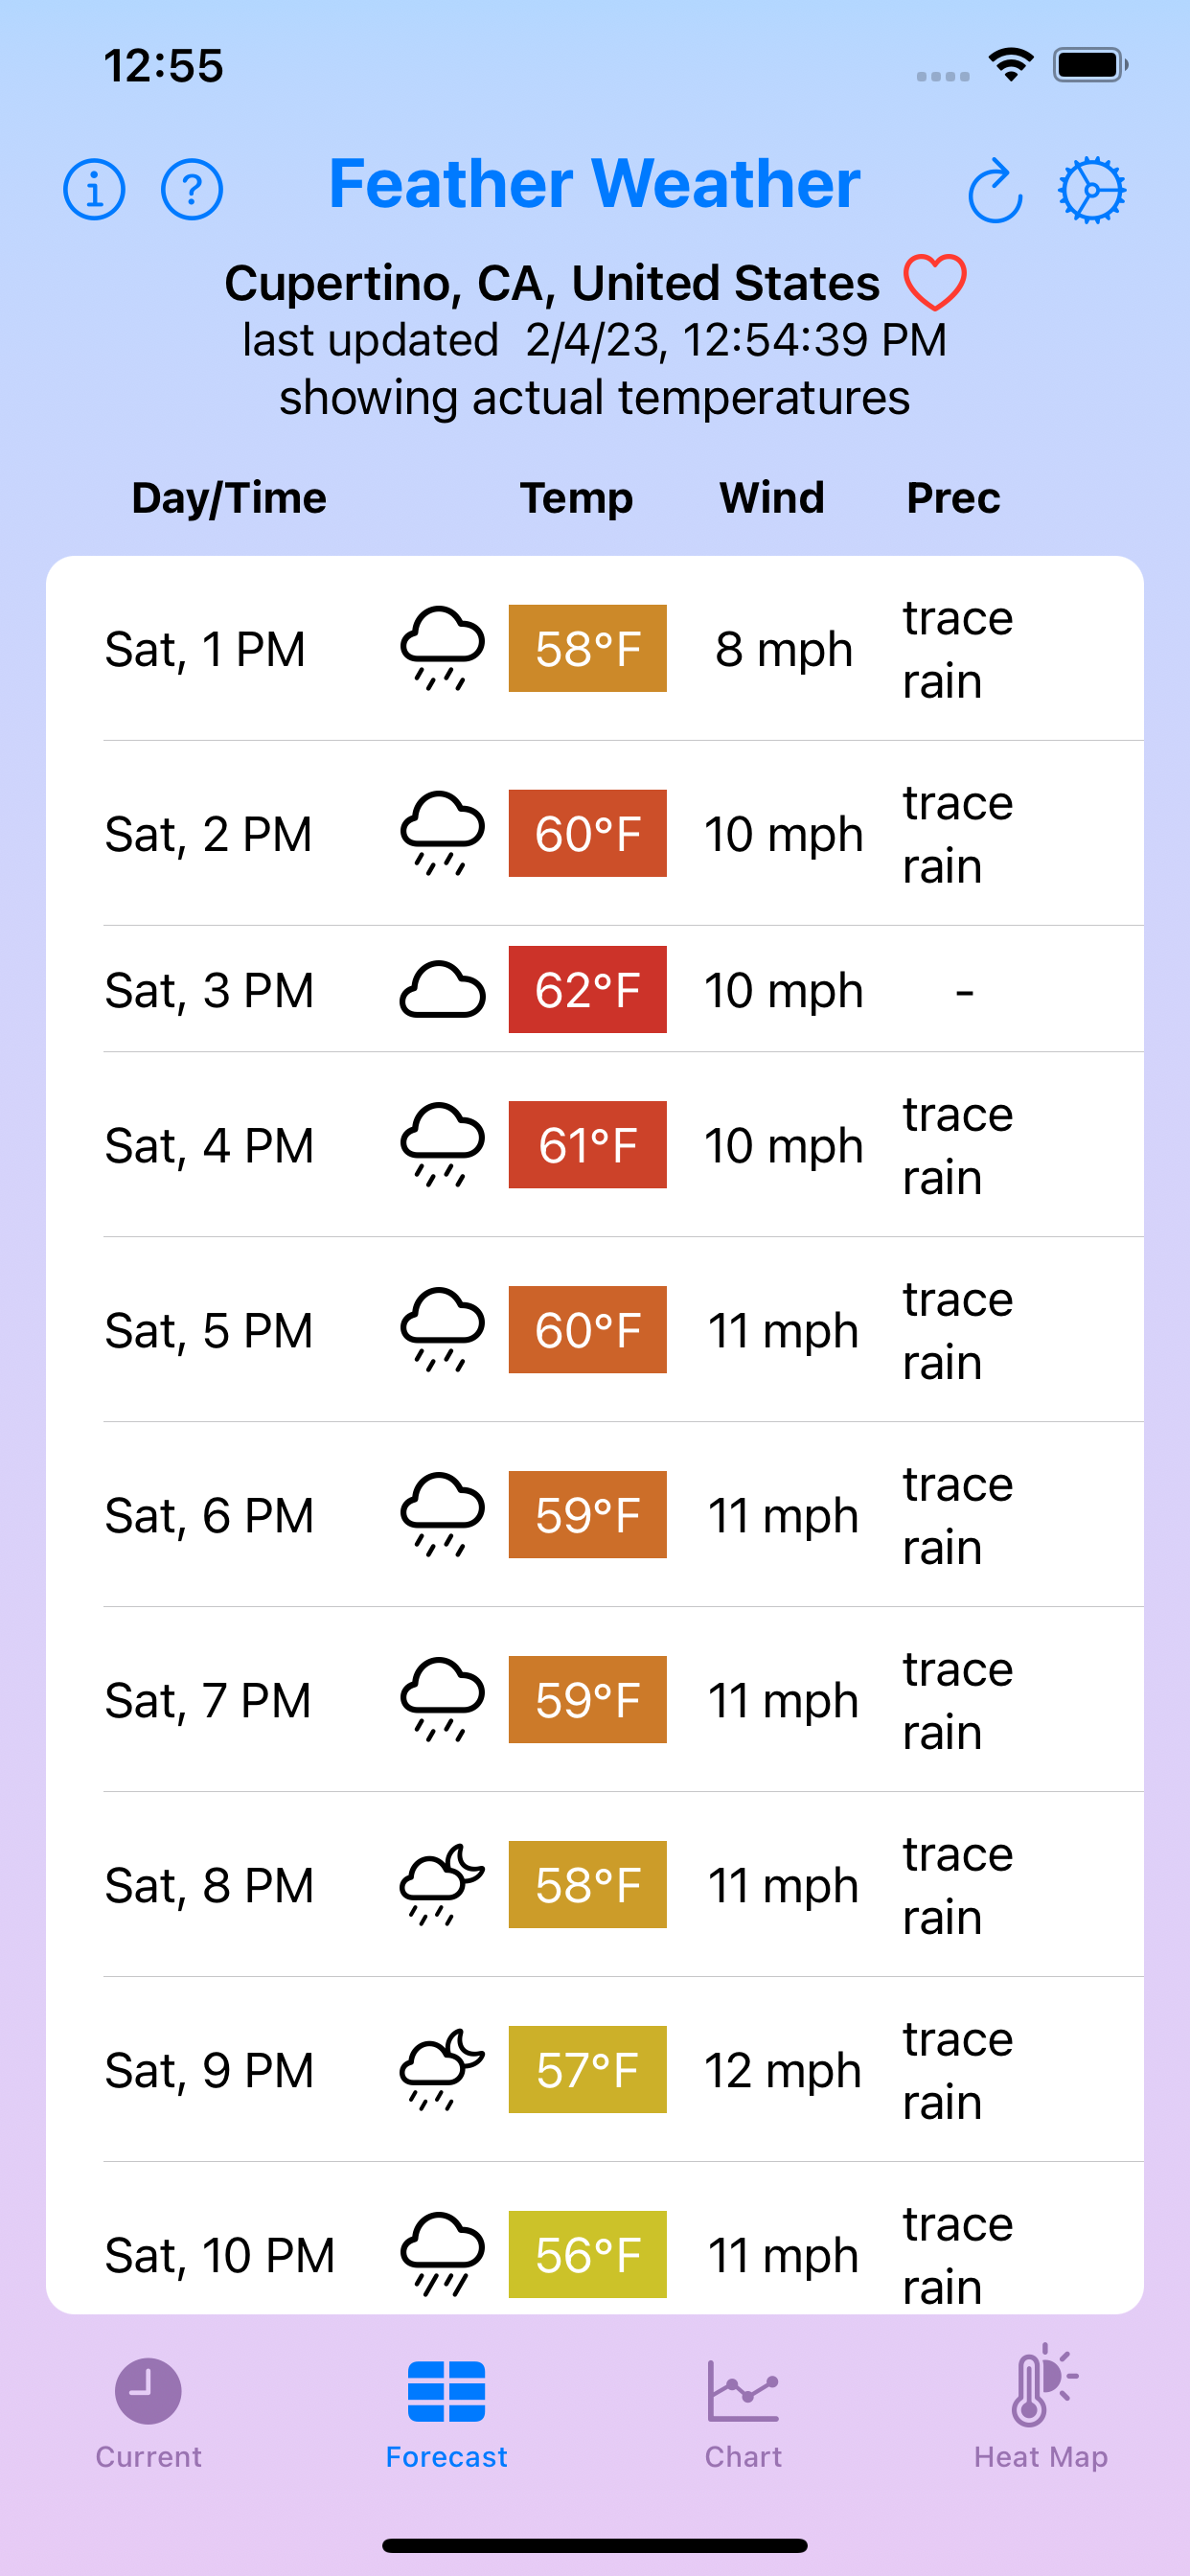 12:55
Feather Weather
Cupertino, CA, United States
last updated 2/4/23, 12:54:39 PM
showing actual temperatures
Day/Time Temp Wind Prec
Sat, 1 PM 58°F 8 mph trace rain
Sat, 2 PM 60°F 10 mph trace rain
Sat, 3 PM 62°F 10 mph -
Sat, 4 PM 61°F 10 mph trace rain
Sat, 5 PM 60°F 11 mph trace rain
Sat, 6 PM 59°F 11 mph trace rain
Sat, 7 PM 59°F 11 mph trace rain
Sat, 8 PM 58°F 11 mph trace rain
Sat, 9 PM 57°F 12 mph trace rain
Sat, 10 PM 56°F 11 mph trace rain
Current Forecast Chart Heat Map